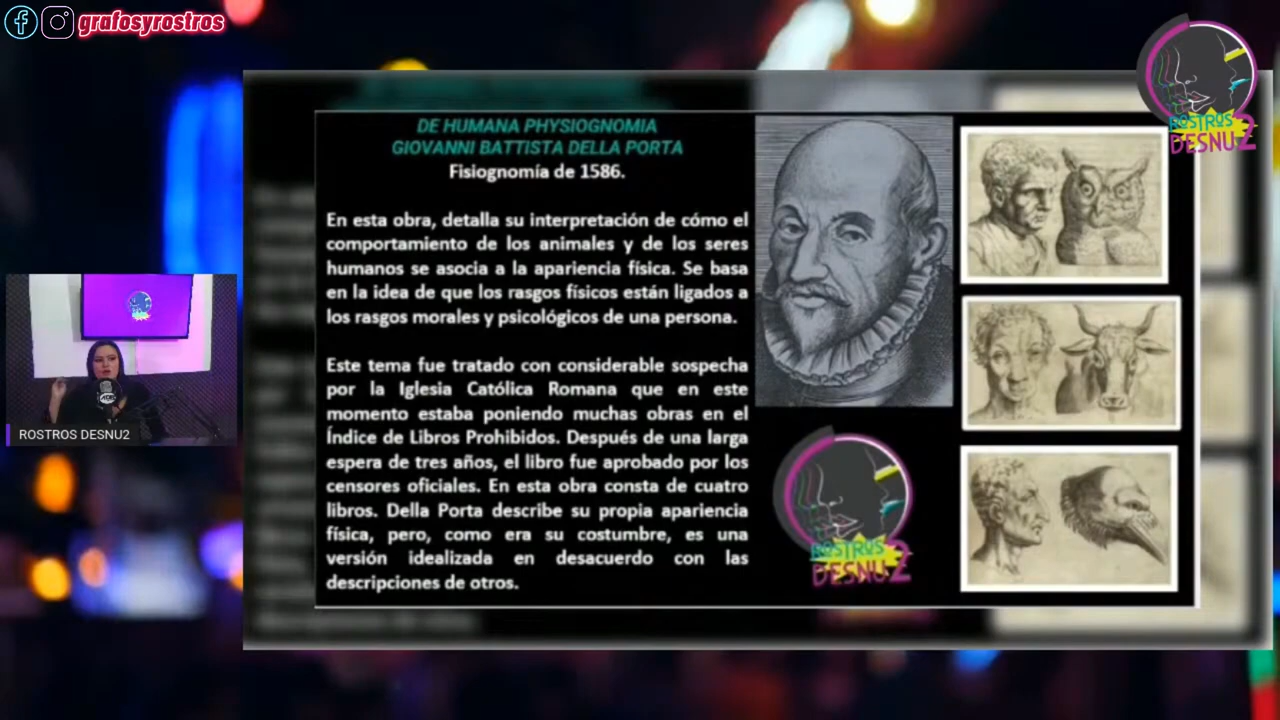 grafosyrostros
ROSTROS
DESNU2
DE HUMANA PHYSIOGNOMIA
GIOVANNI BATTISTA DELLA PORTA
Fisiognomía de 1586.
En esta obra, detalla su interpretación de cómo el
comportamiento de los animales y de los seres
humanos se asocia a la apariencia física. Se basa
en la idea de que los rasgos físicos están ligados a
los rasgos morales y psicológicos de una persona.
Este tema fue tratado con considerable sospecha
por la Iglesia Católica Romana que en este
momento estaba poniendo muchas obras en el
Índice de Libros Prohibidos. Después de una larga
espera de tres años, el libro fue aprobado por los
censores oficiales. En esta obra consta de cuatro
libros. Della Porta describe su propia apariencia
física, pero, como era su costumbre, es una
versión idealizada en desacuerdo con las
descripciones de otros.
ROSTROS
DESNU2
ROSTROS DESNU2